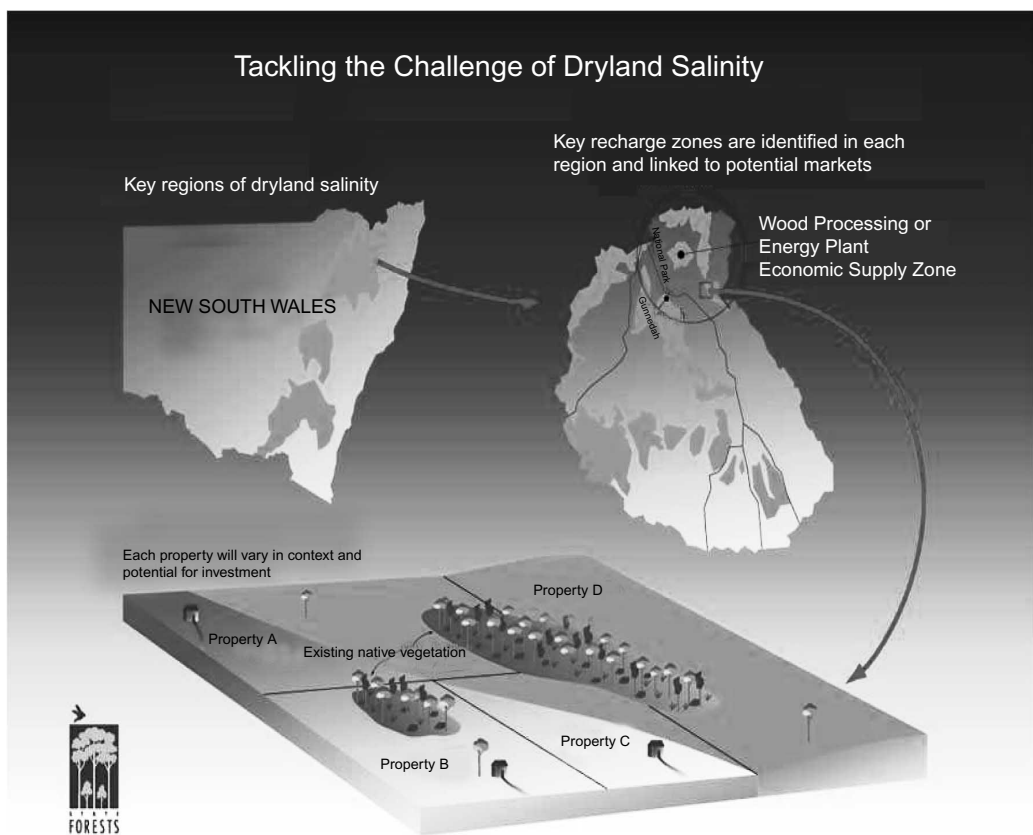 Tackling the Challenge of Dryland Salinity
Key recharge zones are identified in each
region and linked to potential markets
Key regions of dryland salinity
Wood Processing or
Energy Plant
Economic Supply Zone
National Park
NEW SOUTH WALES
Gunnedah
Each property will vary in context and
potential for investment
Property D
Property A
Existing native vegetation
Property C
Property B
FORESTS